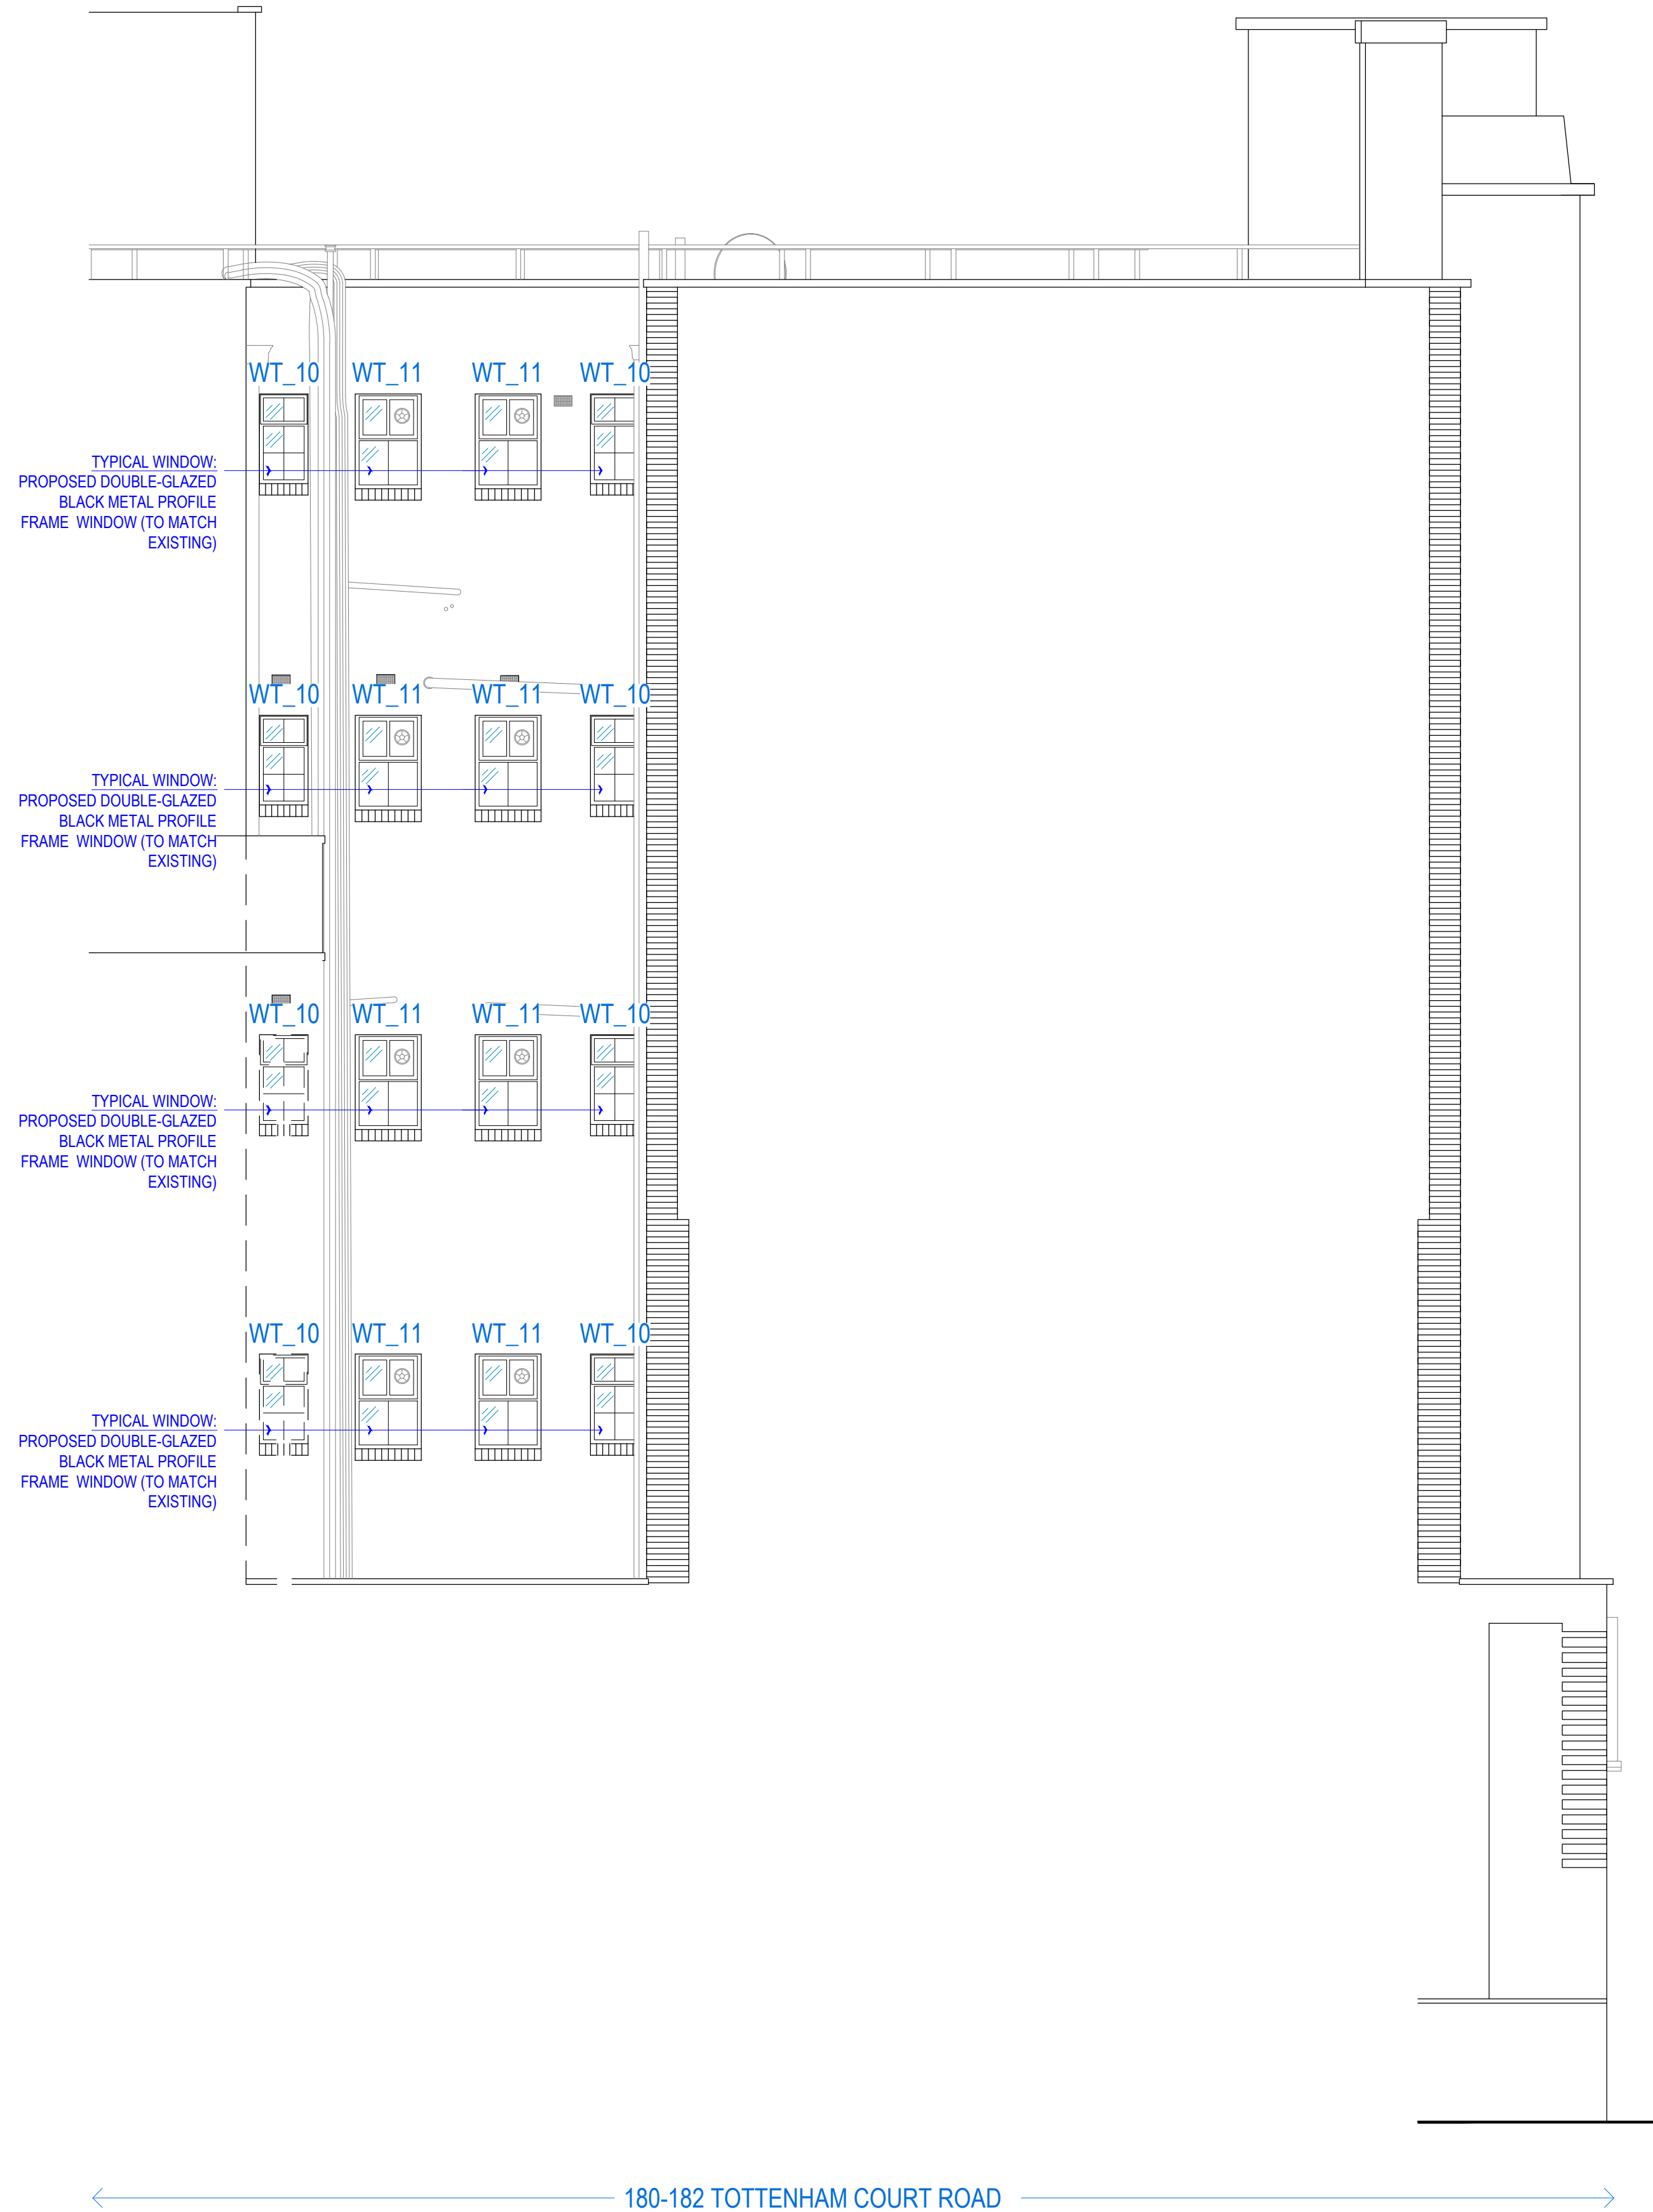 WT_10 WT_11 WT_11 WT_10
TYPICAL WINDOW:
PROPOSED DOUBLE-GLAZED
BLACK METAL PROFILE
FRAME WINDOW (TO MATCH
EXISTING)
WT_10 WT_11 WT_11 WT_10
TYPICAL WINDOW:
PROPOSED DOUBLE-GLAZED
BLACK METAL PROFILE
FRAME WINDOW (TO MATCH
EXISTING)
WT_10 WT_11 WT_11 WT_10
TYPICAL WINDOW:
PROPOSED DOUBLE-GLAZED
BLACK METAL PROFILE
FRAME WINDOW (TO MATCH
EXISTING)
WT_10 WT_11 WT_11 WT_10
TYPICAL WINDOW:
PROPOSED DOUBLE-GLAZED
BLACK METAL PROFILE
FRAME WINDOW (TO MATCH
EXISTING)
180-182 TOTTENHAM COURT ROAD